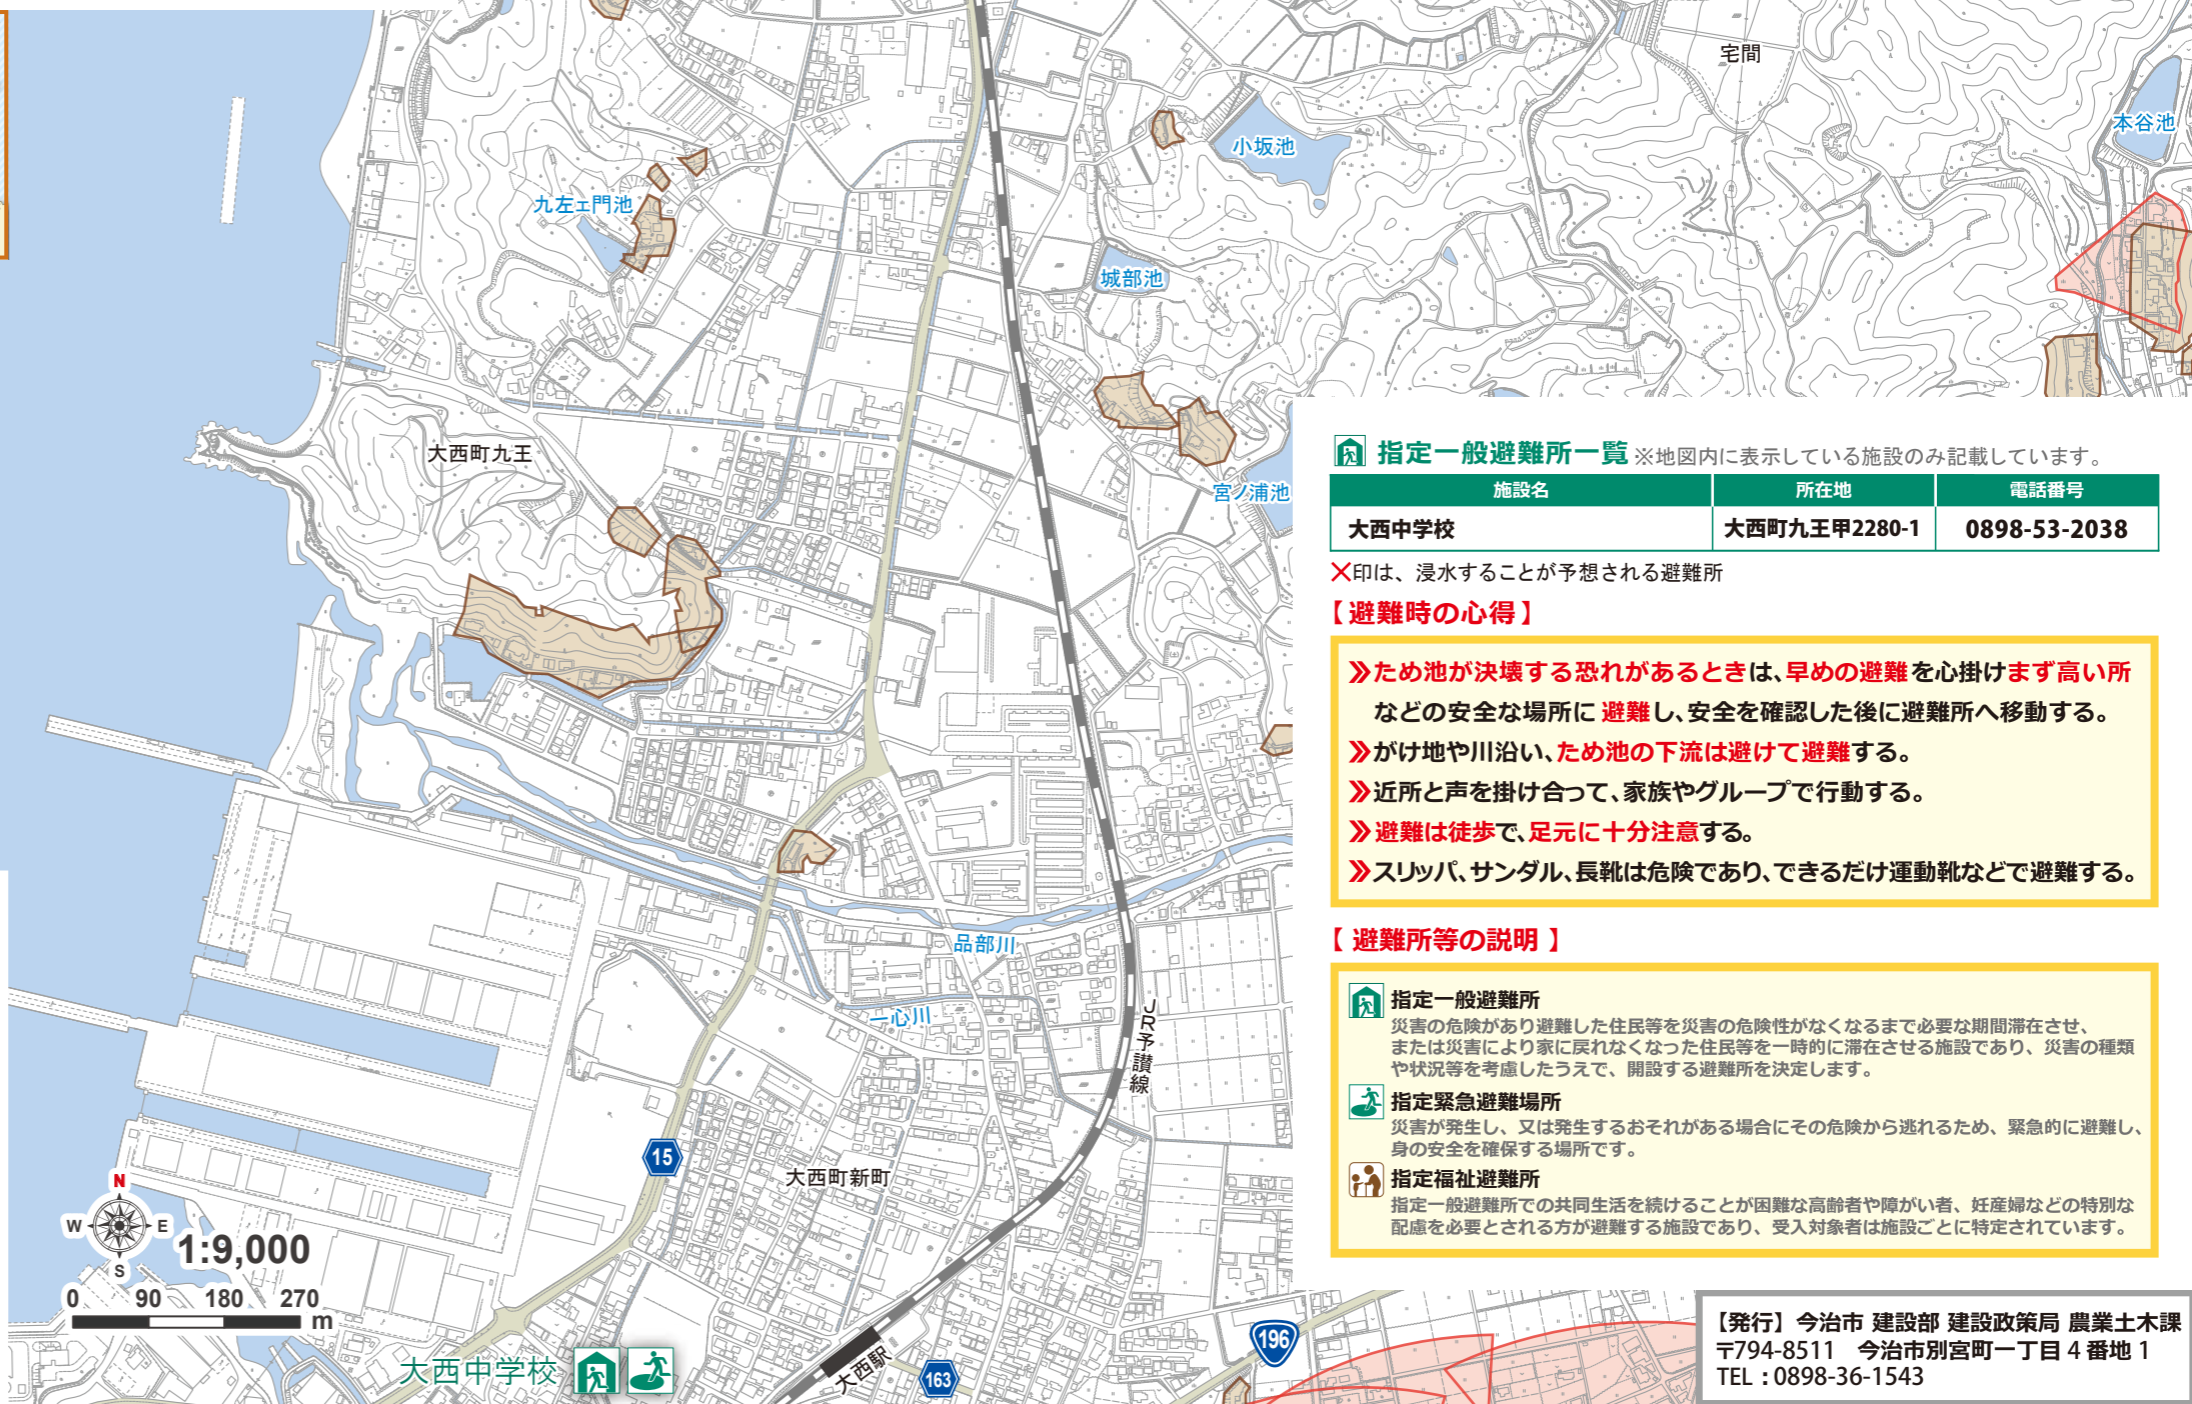 宅間
本谷池
小坂池
九左ェ門池
城部池
大西町九王
宮ノ浦池
指定一般避難所一覧 ※地図内に表示している施設のみ記載しています。
施設名 所在地 電話番号
大西中学校 大西町九王甲2280-1 0898-53-2038
×印は、浸水することが予想される避難所
【避難時の心得】
≫ため池が決壊する恐れがあるときは、早めの避難を心掛けまず高い所
などの安全な場所に避難し、安全を確認した後に避難所へ移動する。
≫がけ地や川沿い、ため池の下流は避けて避難する。
≫近所と声を掛け合って、家族やグループで行動する。
≫避難は徒歩で、足元に十分注意する。
≫スリッパ、サンダル、長靴は危険であり、できるだけ運動靴などで避難する。
【避難所等の説明】
指定一般避難所
災害の危険があり避難した住民等を災害の危険性がなくなるまで必要な期間滞在させ、
または災害により家に戻れなくなった住民等を一時的に滞在させる施設であり、災害の種類
や状況等を考慮したうえで、開設する避難所を決定します。
指定緊急避難場所
災害が発生し、又は発生するおそれがある場合にその危険から逃れるため、緊急的に避難し、
身の安全を確保する場所です。
指定福祉避難所
指定一般避難所での共同生活を続けることが困難な高齢者や障がい者、妊産婦などの特別な
配慮を必要とされる方が避難する施設であり、受入対象者は施設ごとに特定されています。
品部川
一心川
JR予讃線
15
大西町新町
N
W E
S
1:9,000
0 90 180 270
m
大西中学校
大西駅
163
196
【発行】今治市 建設部 建設政策局 農業土木課
〒794-8511 今治市別宮町一丁目4番地1
TEL:0898-36-1543